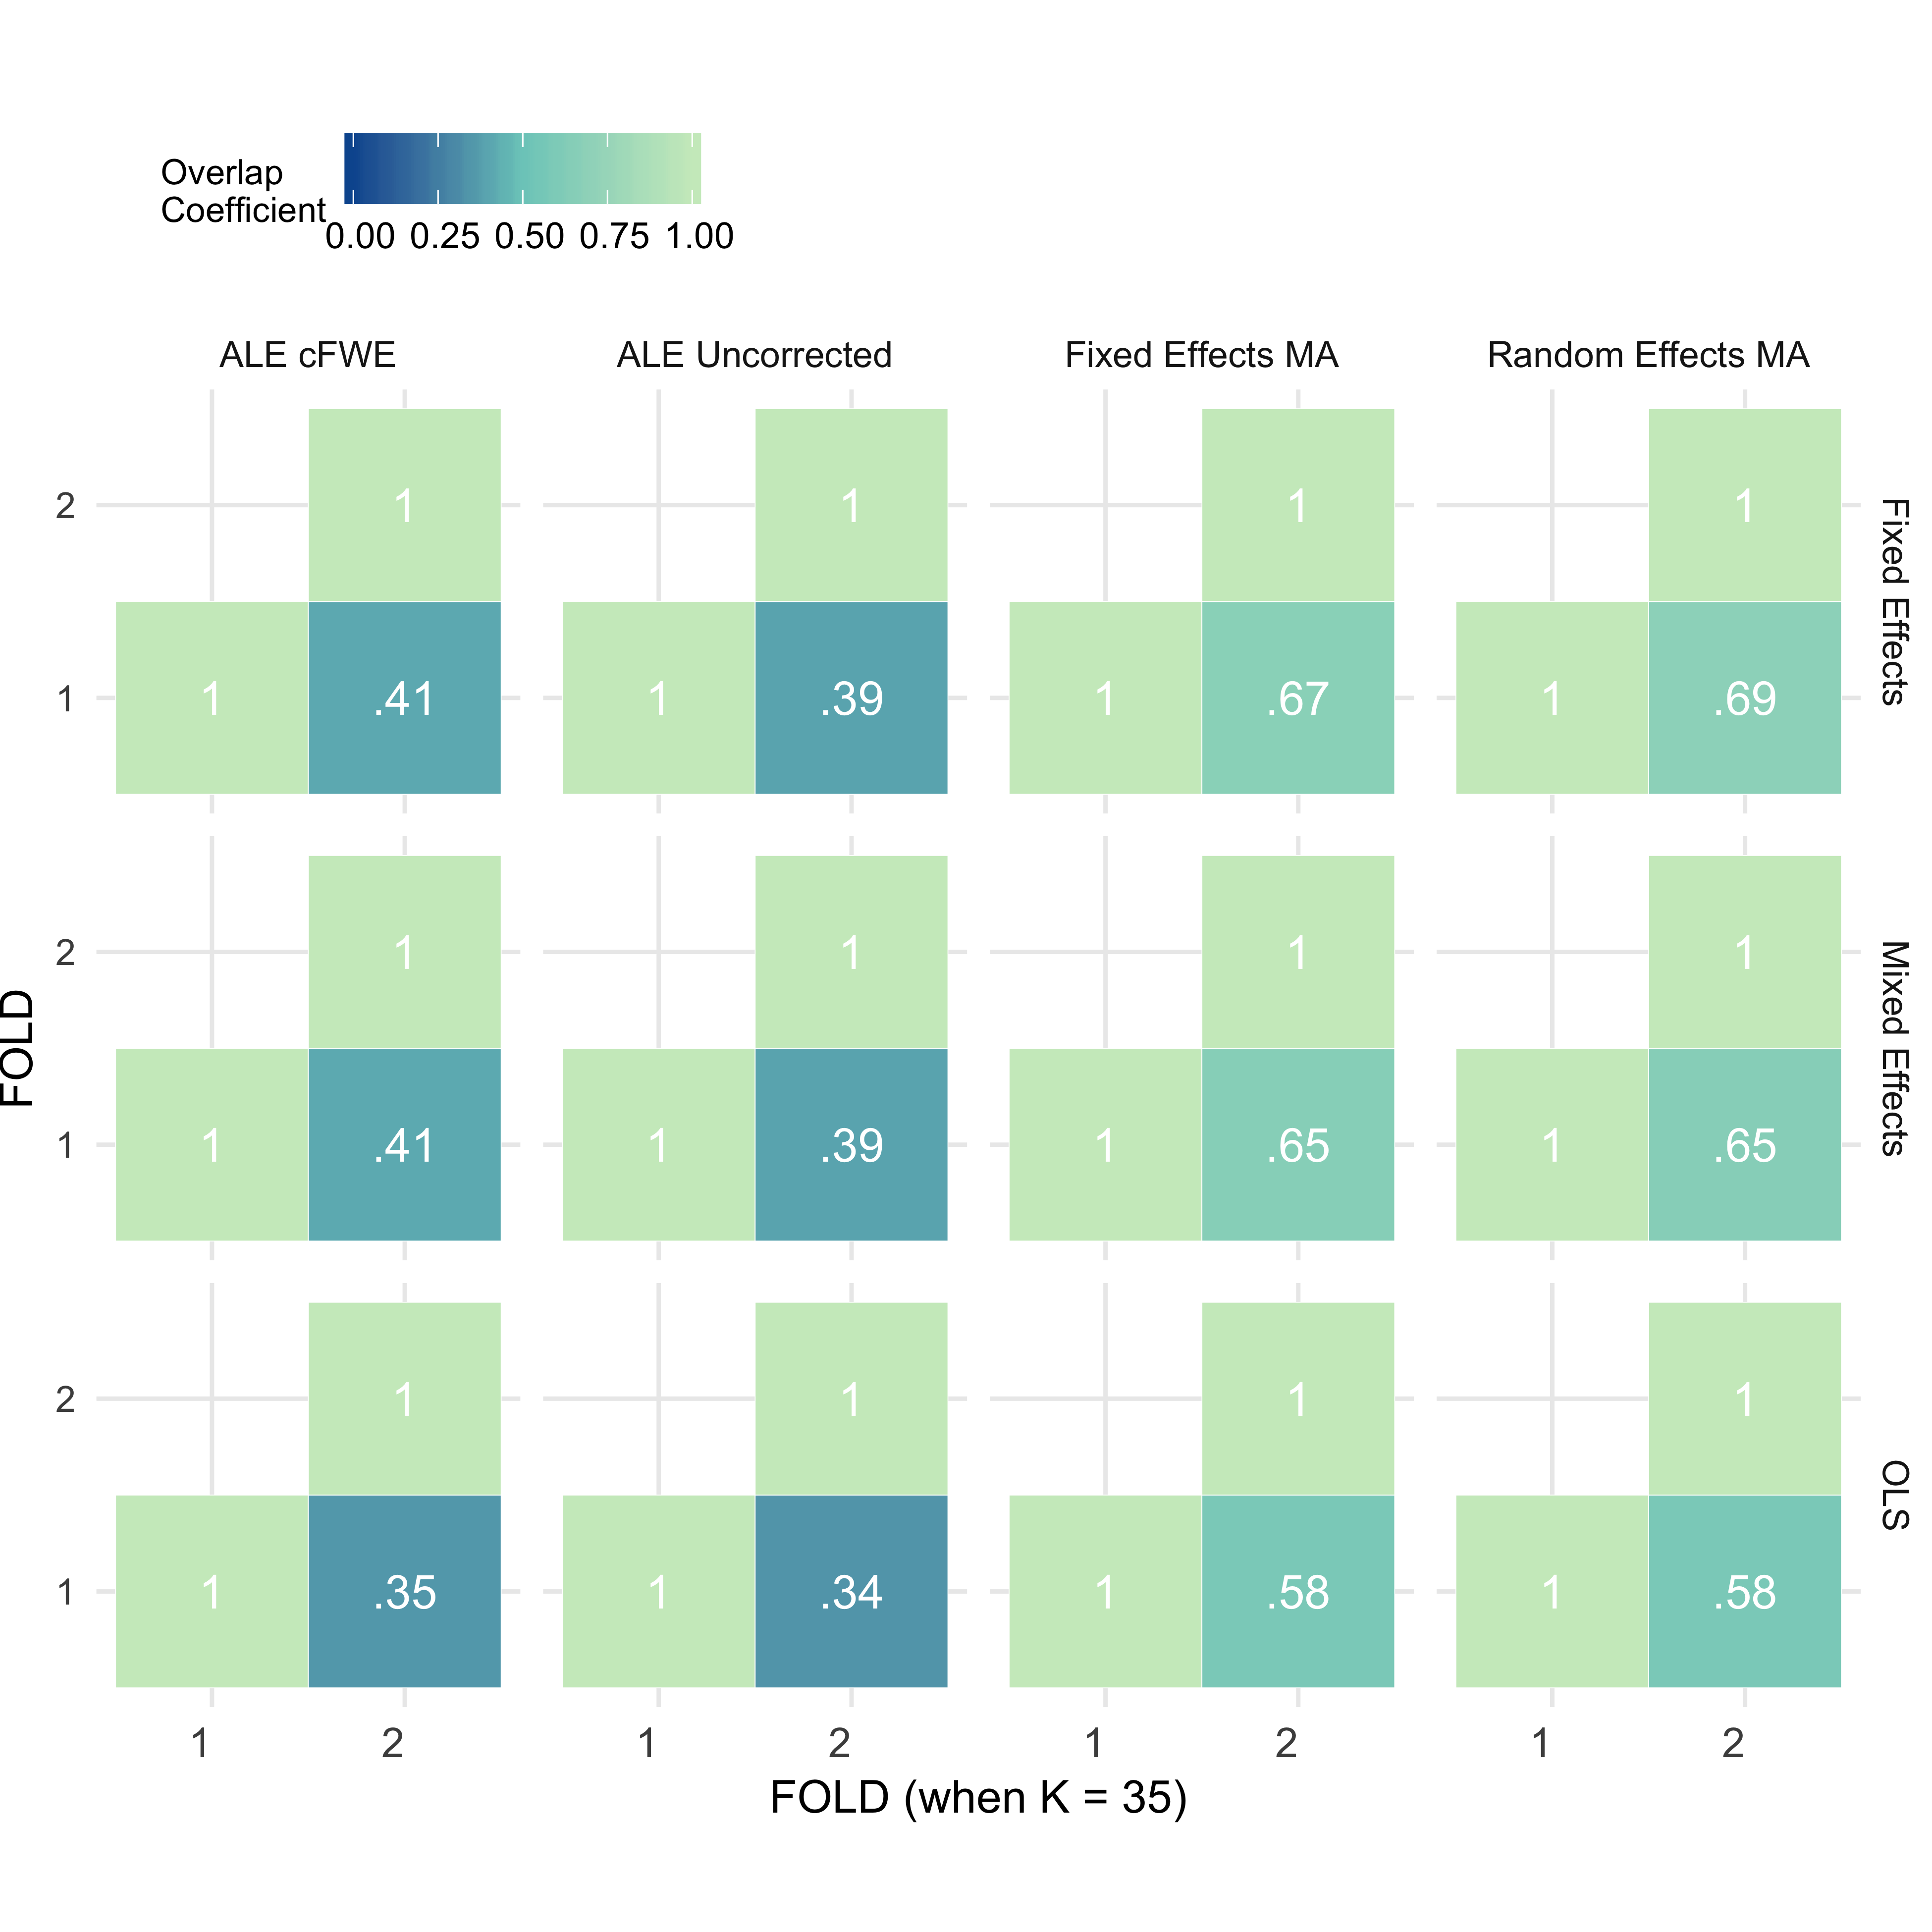 Overlap
Coefficient
0.00 0.25 0.50 0.75 1.00
ALE cFWE ALE Uncorrected Fixed Effects MA Random Effects MA
2 1 1 1 1
Fixed Effects
1 1 .41 1 .39 1 .67 1 .69
2 1 1 1 1
Mixed Effects
FOLD
1 1 .41 1 .39 1 .65 1 .65
2 1 1 1 1
OLS
1 1 .35 1 .34 1 .58 1 .58
1 2 1 2 1 2 1 2
FOLD (when K = 35)